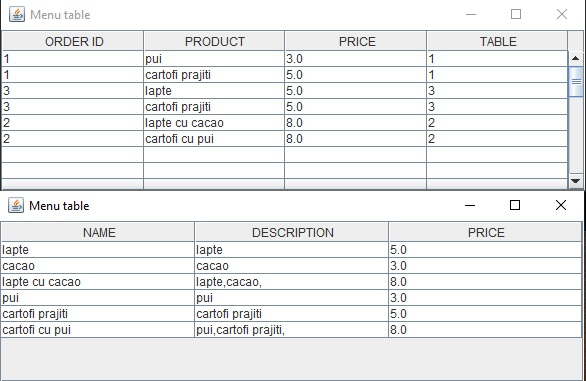 Menu table
ORDER ID PRODUCT PRICE TABLE
1 pui 3.0 1
1 cartofi prajiti 5.0 1
3 lapte 5.0 3
3 cartofi prajiti 5.0 3
2 lapte cu cacao 8.0 2
2 cartofi cu pui 8.0 2
Menu table
NAME DESCRIPTION PRICE
lapte lapte 5.0
cacao cacao 3.0
lapte cu cacao lapte,cacao, 8.0
pui pui 3.0
cartofi prajiti cartofi prajiti 5.0
cartofi cu pui pui,cartofi prajiti, 8.0